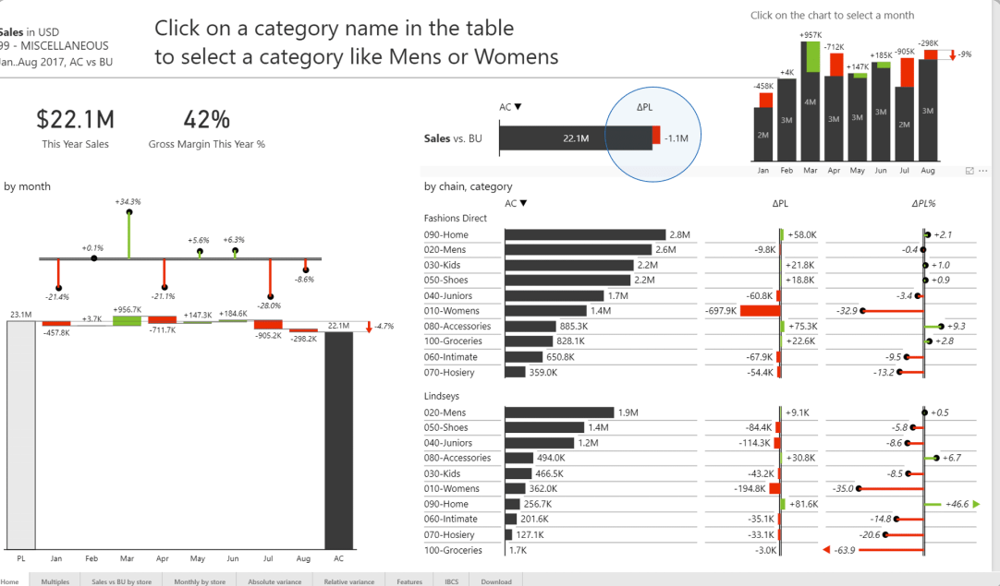 Sales in USD
99 - MISCELLANEOUS
Jan..Aug 2017, AC vs BU
Click on a category name in the table
to select a category like Mens or Womens
Click on the chart to select a month
+957K
-298K
-712K
-905K
-9%
+185K
+147K
+4K
-458K
4M
3M
3M
3M
3M
3M
2M
2M
Jan Feb Mar Apr May Jun Jul Aug
$22.1M
42%
This Year Sales
Gross Margin This Year %
AC ▼
ΔPL
Sales vs. BU
22.1M
-1.1M
by month
+34.3%
+0.1%
+5.6%
+6.3%
-8.6%
-21.4%
-21.1%
-28.0%
23.1M
-457.8K
+3.7K
+956.7K
-711.7K
+147.3K
+184.6K
-905.2K
-298.2K
22.1M
-4.7%
PL Jan Feb Mar Apr May Jun Jul Aug AC
by chain, category
AC ▼ ΔPL ΔPL%
Fashions Direct
090-Home 2.8M +58.0K +2.1
020-Mens 2.6M -9.8K -0.4
030-Kids 2.2M +21.8K +1.0
050-Shoes 2.2M +18.8K +0.9
040-Juniors 1.7M -60.8K -3.4
010-Womens 1.4M -697.9K -32.9
080-Accessories 885.3K +75.3K +9.3
100-Groceries 828.1K +22.6K +2.8
060-Intimate 650.8K -67.9K -9.5
070-Hosiery 359.0K -54.4K -13.2
Lindseys
020-Mens 1.9M +9.1K +0.5
050-Shoes 1.4M -84.4K -5.8
040-Juniors 1.2M -114.3K -8.6
080-Accessories 494.0K +30.8K +6.7
030-Kids 466.5K -43.2K -8.5
010-Womens 362.0K -194.8K -35.0
090-Home 256.7K +81.6K +46.6
060-Intimate 201.6K -35.1K -14.8
070-Hosiery 127.1K -33.1K -20.6
100-Groceries 1.7K -3.0K -63.9
Home Multiples Sales vs BU by store Monthly by store Absolute variance Relative variance Features IBCS Download